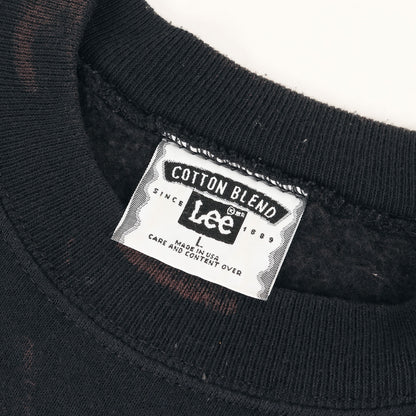 COTTON BLEND
SINCE 1889
Lee
L
MADE IN USA
CARE AND CONTENT OVER